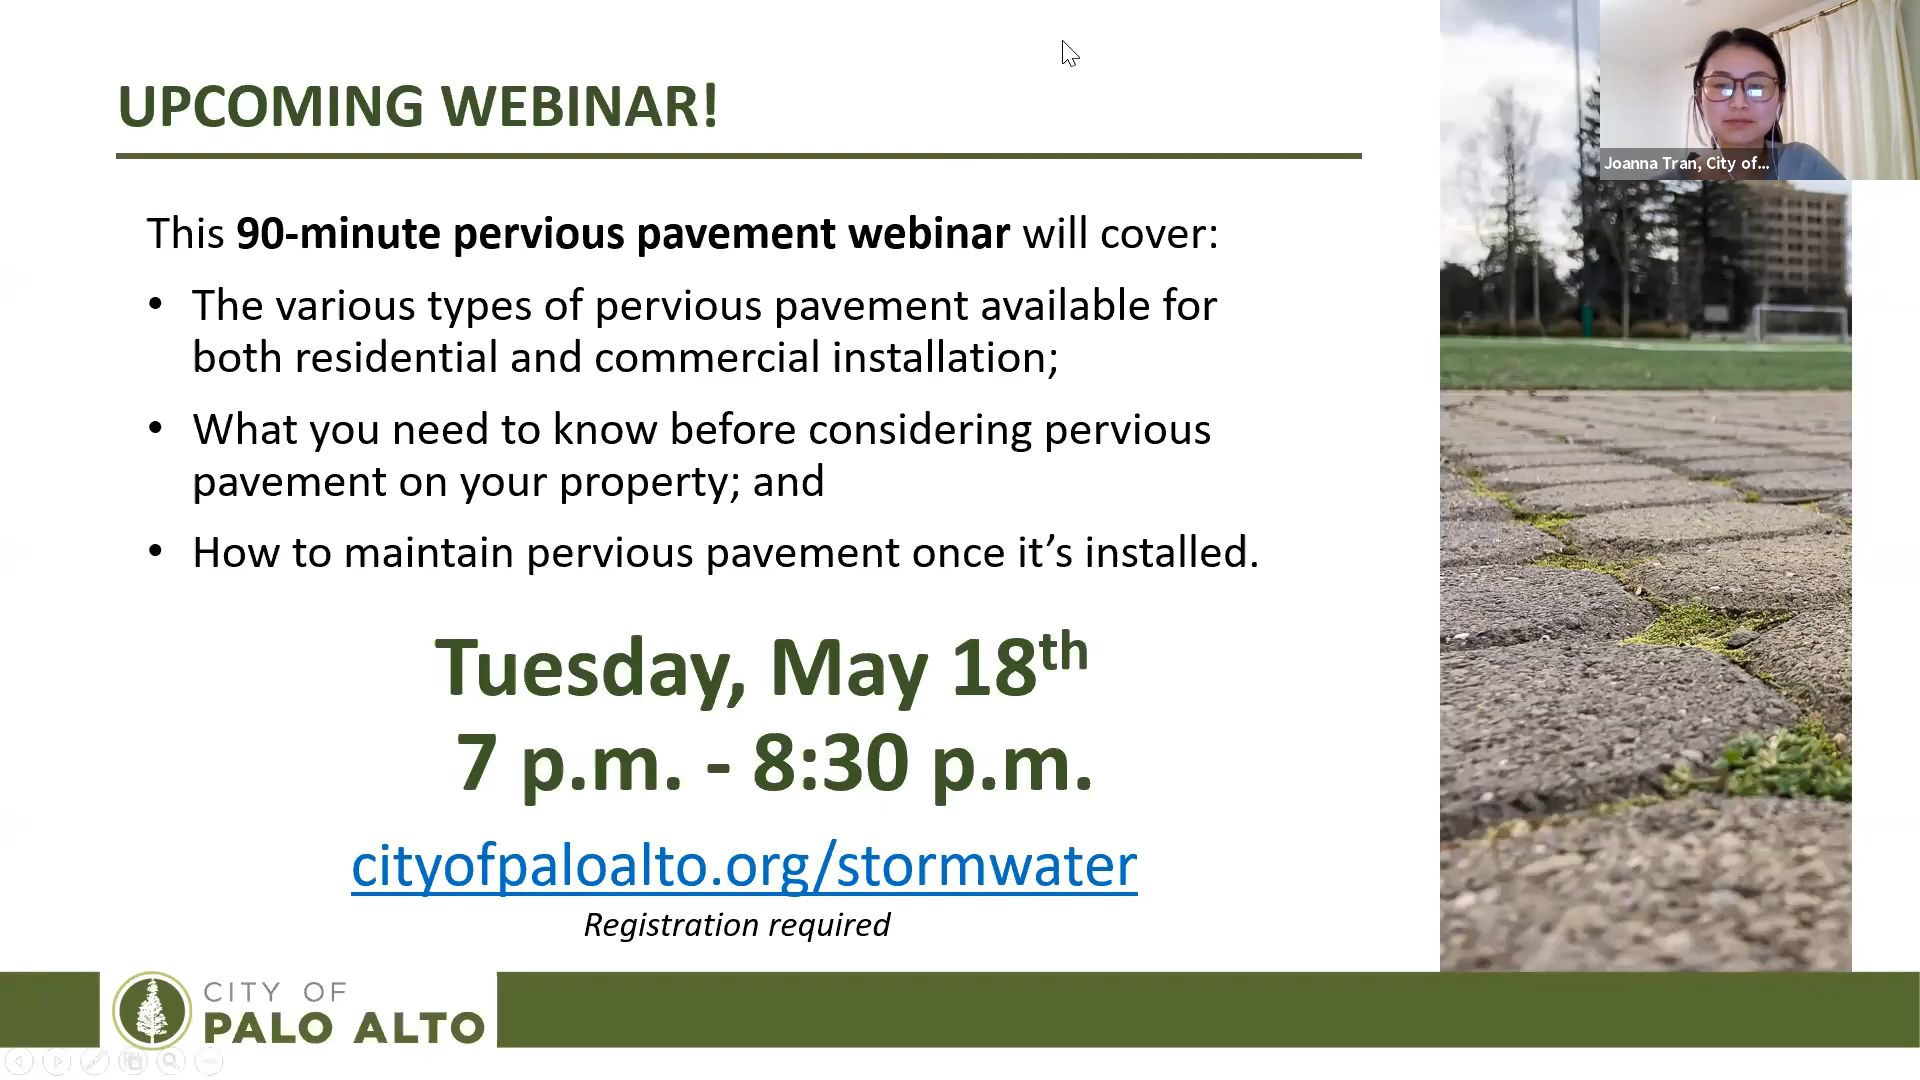 UPCOMING WEBINAR!
Joanna Tran, City of...
This 90-minute pervious pavement webinar will cover:
• The various types of pervious pavement available for
both residential and commercial installation;
• What you need to know before considering pervious
pavement on your property; and
• How to maintain pervious pavement once it’s installed.
Tuesday, May 18th
7 p.m. - 8:30 p.m.
cityofpaloalto.org/stormwater
Registration required
CITY OF
PALO ALTO